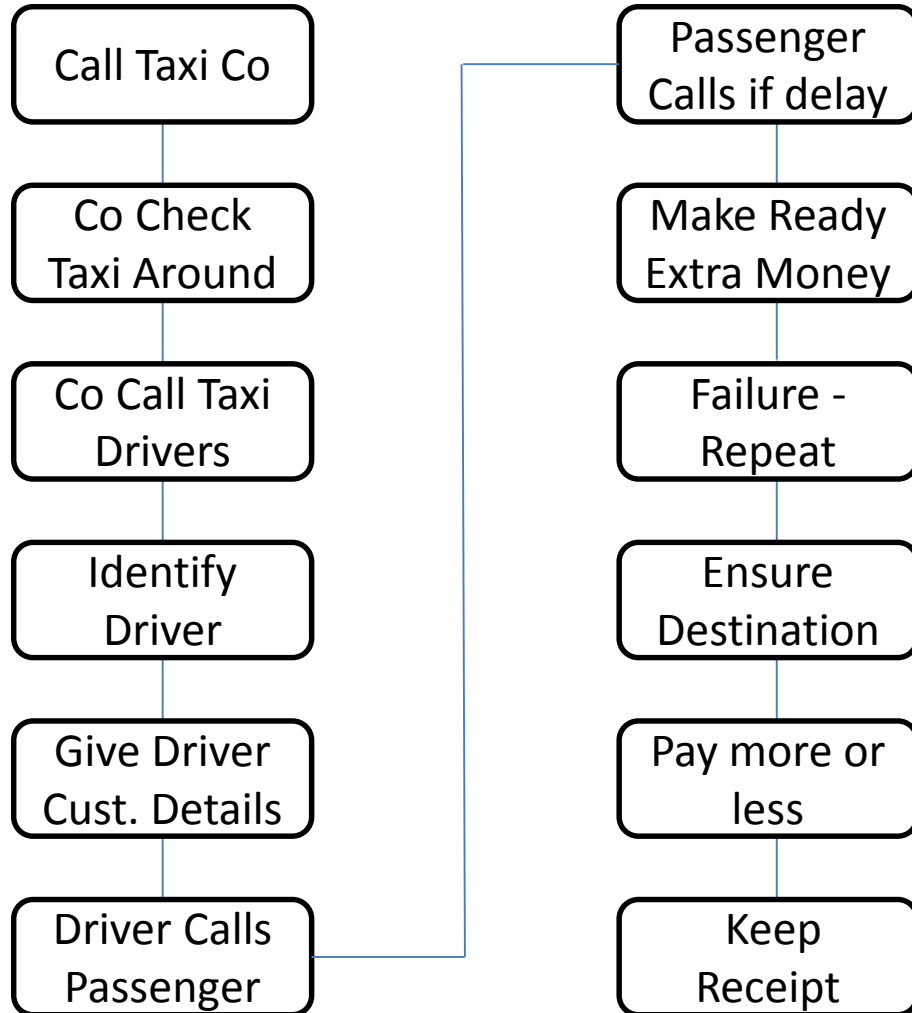 Call Taxi Co
Co Check
Taxi Around
Co Call Taxi
Drivers
Identify
Driver
Give Driver
Cust. Details
Driver Calls
Passenger
Passenger
Calls if delay
Make Ready
Extra Money
Failure -
Repeat
Ensure
Destination
Pay more or
less
Keep
Receipt